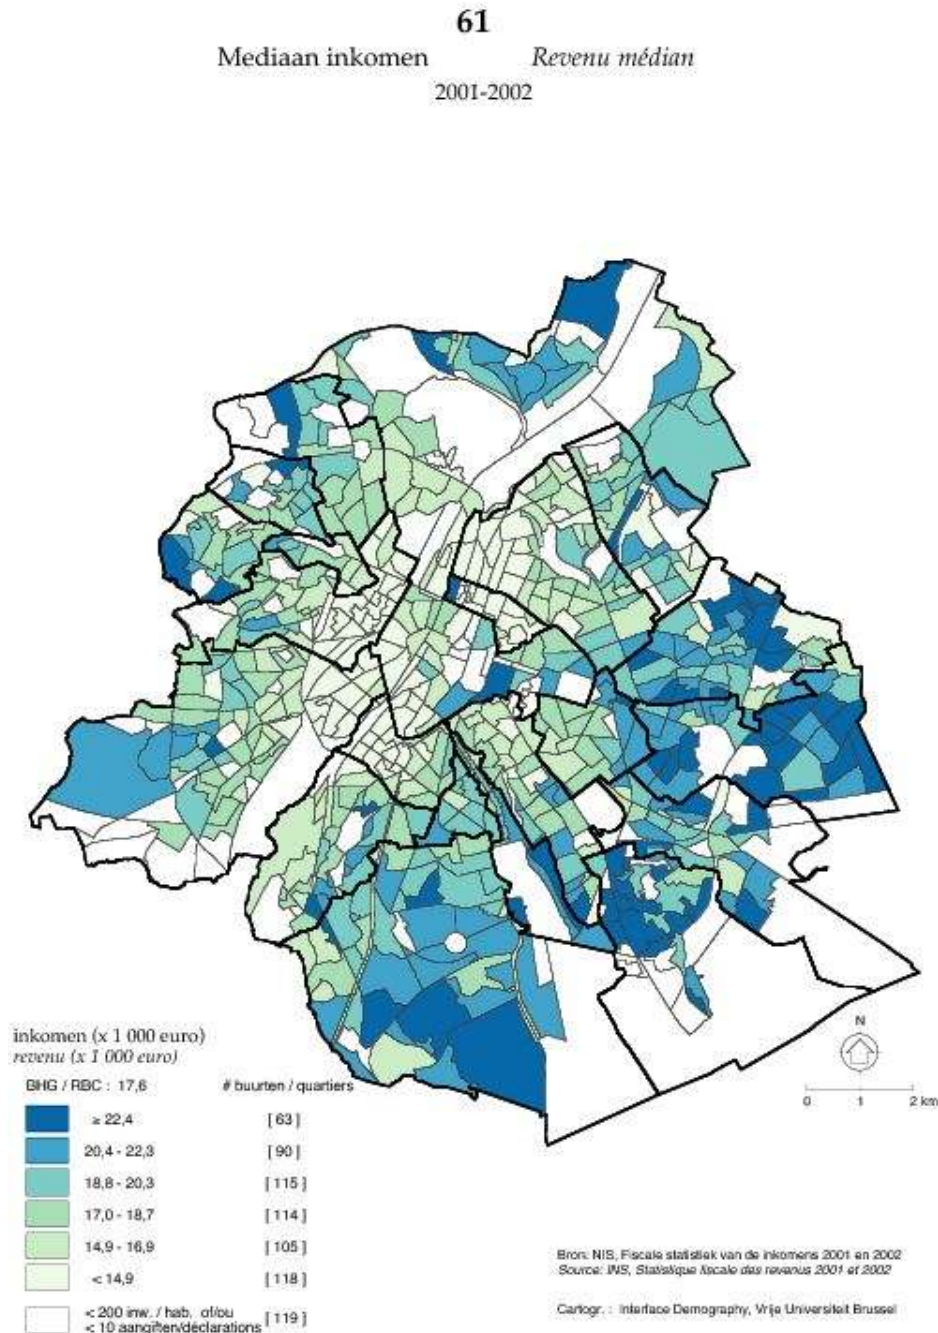 61
Mediaan inkomen Revenu médian
2001-2002
inkomen (x 1 000 euro)
revenu (x 1 000 euro)
BHG / RBC : 17,6 # buurten / quartiers
≥ 22,4 [ 63 ]
20,4 - 22,3 [ 90 ]
18,8 - 20,3 [ 115 ]
17,0 - 18,7 [ 114 ]
14,9 - 16,9 [ 105 ]
< 14,9 [ 118 ]
< 200 inw. / hab. of/ou
< 10 aangiften/déclarations [ 119 ]
N
0 1 2 km
Bron: NIS, Fiscale statistiek van de inkomens 2001 en 2002
Source: INS, Statistique fiscale des revenus 2001 et 2002
Cartogr. : Interface Demography, Vrije Universiteit Brussel